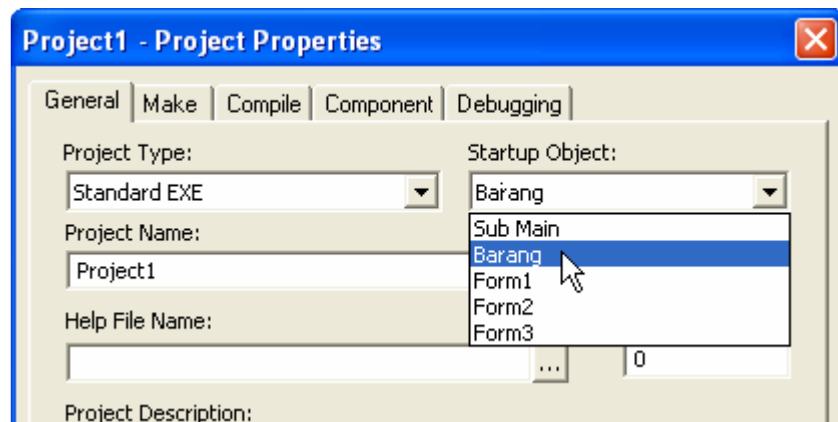 Project1 - Project Properties
General Make Compile Component Debugging
Project Type: Startup Object:
Standard EXE Barang
Project Name:
Project1
Sub Main
Barang
Form1
Form2
Form3
Help File Name:
... 0
Project Description: